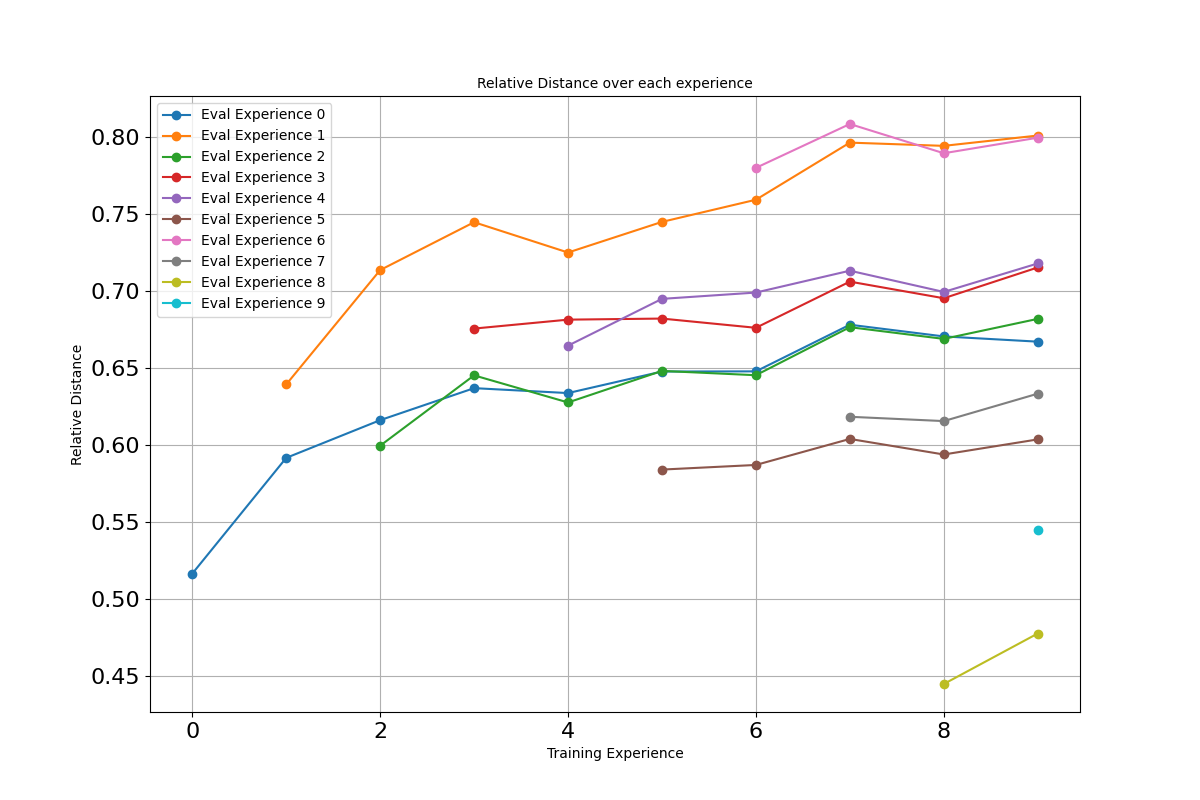 Relative Distance over each experience
Eval Experience 0
Eval Experience 1
Eval Experience 2
Eval Experience 3
Eval Experience 4
Eval Experience 5
Eval Experience 6
Eval Experience 7
Eval Experience 8
Eval Experience 9
0.80
0.75
0.70
0.65
0.60
0.55
0.50
0.45
Relative Distance
0 2 4 6 8
Training Experience